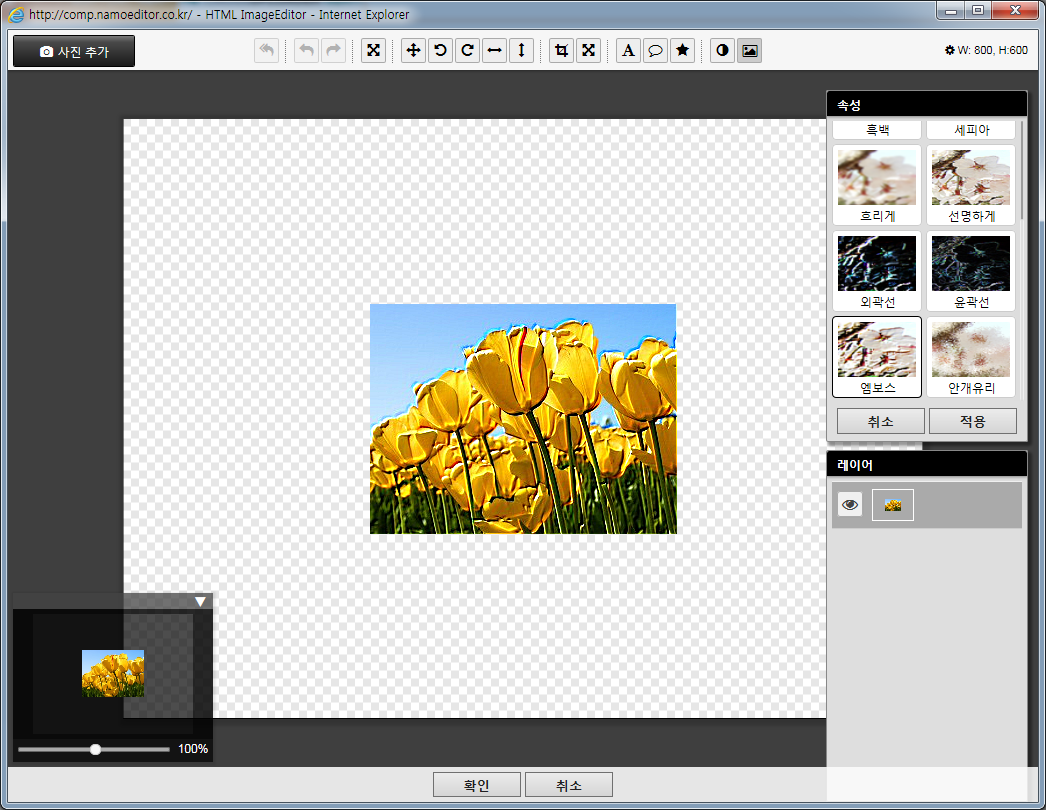 http://comp.namoeditor.co.kr/ - HTML ImageEditor - Internet Explorer
사진 추가
A
W: 800, H:600
속성
흑백 세피아
흐리게 선명하게
외곽선 윤곽선
엠보스 안개유리
취소 적용
레이어
100%
확인 취소